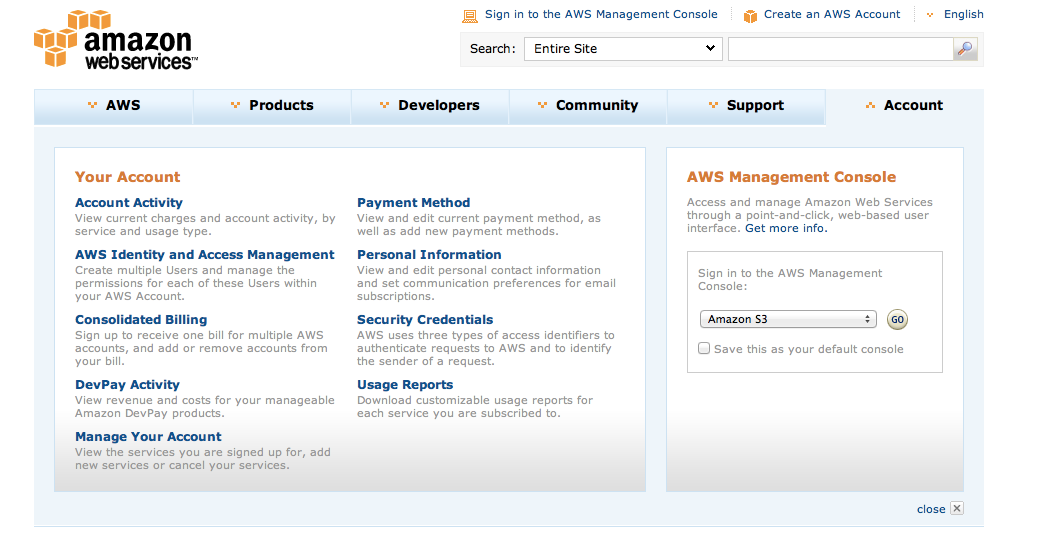 amazon
webservices™
Sign in to the AWS Management Console
Create an AWS Account
English
Search:
Entire Site
AWS
Products
Developers
Community
Support
Account
Your Account
Account Activity
View current charges and account activity, by
service and usage type.
AWS Identity and Access Management
Create multiple Users and manage the
permissions for each of these Users within
your AWS Account.
Consolidated Billing
Sign up to receive one bill for multiple AWS
accounts, and add or remove accounts from
your bill.
DevPay Activity
View revenue and costs for your manageable
Amazon DevPay products.
Manage Your Account
View the services you are signed up for, add
new services or cancel your services.
Payment Method
View and edit current payment method, as
well as add new payment methods.
Personal Information
View and edit personal contact information
and set communication preferences for email
subscriptions.
Security Credentials
AWS uses three types of access identifiers to
authenticate requests to AWS and to identify
the sender of a request.
Usage Reports
Download customizable usage reports for
each service you are subscribed to.
AWS Management Console
Access and manage Amazon Web Services
through a point-and-click, web-based user
interface. Get more info.
Sign in to the AWS Management
Console:
Amazon S3
GO
Save this as your default console
close